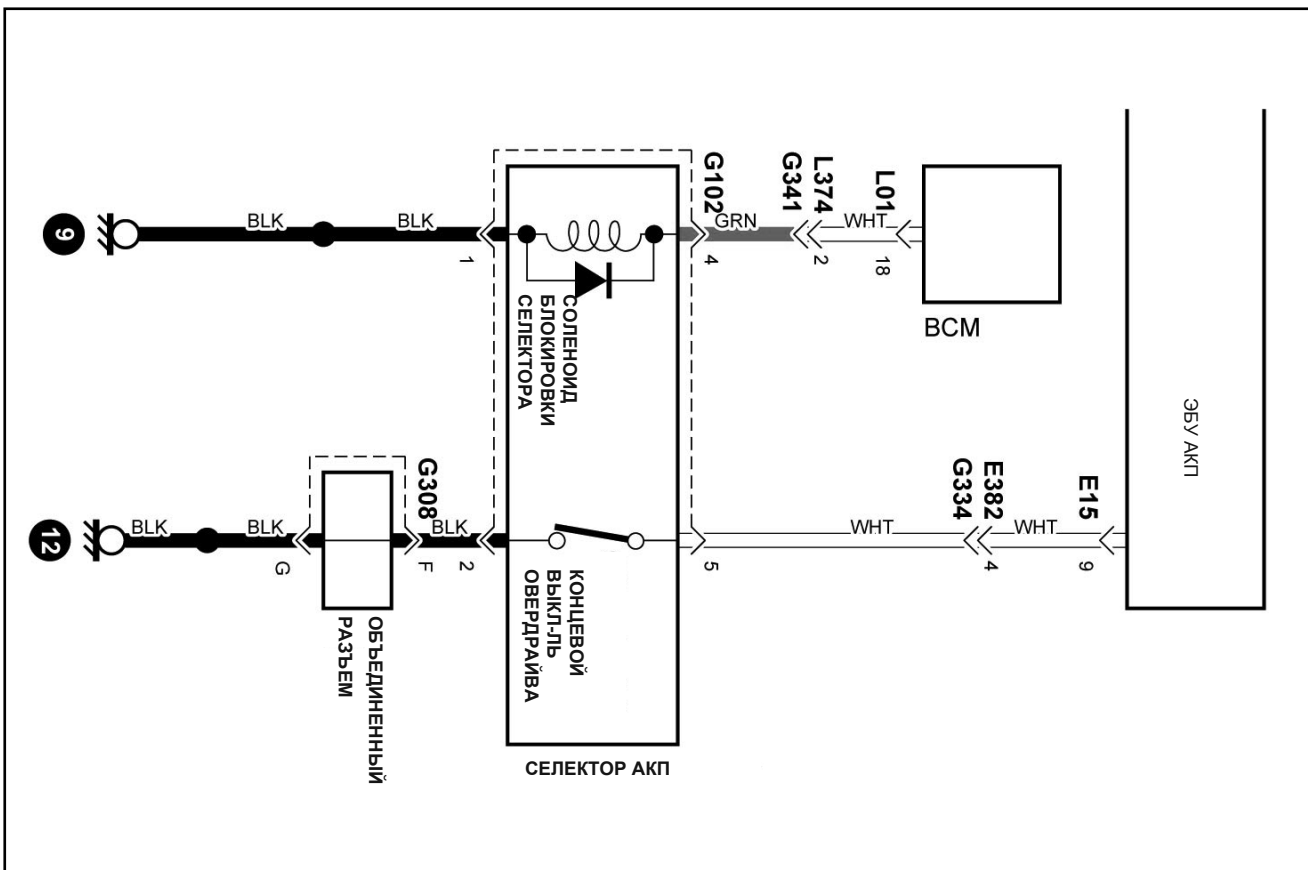 G102
L374
G341
L01
9
BLK
BLK
1
4
GRN
2
WHT
18
BCM
СОЛЕНОИД
БЛОКИРОВКИ
СЕЛЕКТОРА
ЭБУ АКП
G308
E382
G334
E15
12
BLK
BLK
G
F
BLK
2
5
WHT
4
WHT
9
КОНЦЕВОЙ
ВЫКЛ-ЛЬ
ОВЕРДРАЙВА
ОБЪЕДИНЕННЫЙ
РАЗЪЕМ
СЕЛЕКТОР АКП